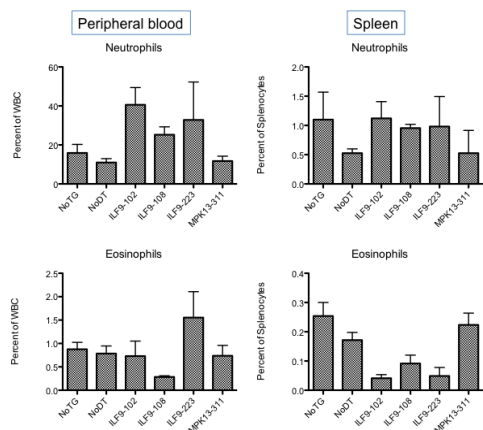 Peripheral blood
Spleen
Neutrophils
Percent of WBC
60
40
20
0
NoTG
NoDT
ILF9-102
ILF9-108
ILF9-223
MPK13-311
Neutrophils
Percent of Splenocytes
2.0
1.5
1.0
0.5
0.0
NoTG
NoDT
ILF9-102
ILF9-108
ILF9-223
MPK13-311
Eosinophils
Percent of WBC
2.5
2.0
1.5
1.0
0.5
0.0
NoTG
NoDT
ILF9-102
ILF9-108
ILF9-223
MPK13-311
Eosinophils
Percent of Splenocytes
0.4
0.3
0.2
0.1
0.0
NoTG
NoDT
ILF9-102
ILF9-108
ILF9-223
MPK13-311